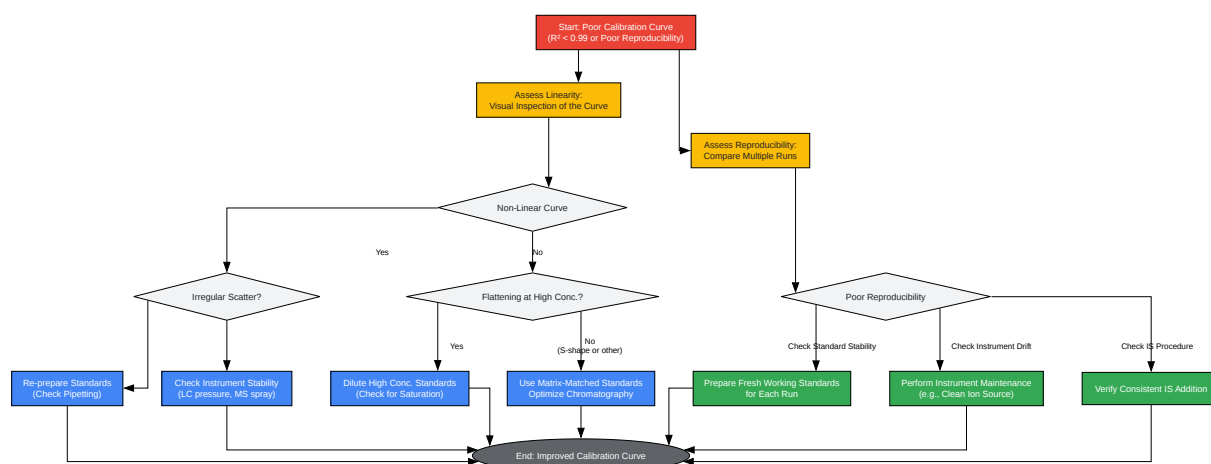 Start: Poor Calibration Curve
(R² < 0.99 or Poor Reproducibility)
Assess Linearity:
Visual Inspection of the Curve
Assess Reproducibility:
Compare Multiple Runs
Non-Linear Curve
Yes
No
Irregular Scatter?
Flattening at High Conc.?
Poor Reproducibility
Yes
No
(S-shape or other)
Check Standard Stability
Check Instrument Drift
Check IS Procedure
Re-prepare Standards
(Check Pipetting)
Check Instrument Stability
(LC pressure, MS spray)
Dilute High Conc. Standards
(Check for Saturation)
Use Matrix-Matched Standards
Optimize Chromatography
Prepare Fresh Working Standards
for Each Run
Perform Instrument Maintenance
(e.g., Clean Ion Source)
Verify Consistent IS Addition
End: Improved Calibration Curve